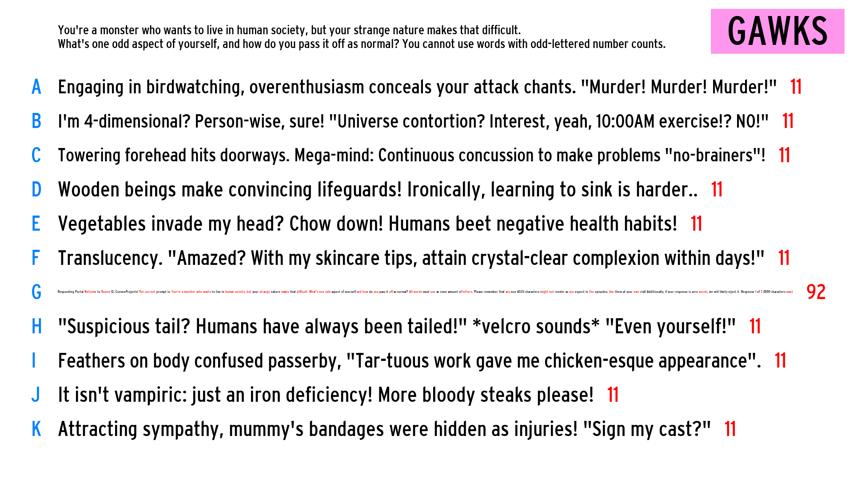 You're a monster who wants to live in human society, but your strange nature makes that difficult.
What's one odd aspect of yourself, and how do you pass it off as normal? You cannot use words with odd-lettered number counts.
GAWKS
A Engaging in birdwatching, overenthusiasm conceals your attack chants. "Murder! Murder! Murder!" 11
B I'm 4-dimensional? Person-wise, sure! "Universe contortion? Interest, yeah, 10:00AM exercise!? NO!" 11
C Towering forehead hits doorways. Mega-mind: Continuous concussion to make problems "no-brainers"! 11
D Wooden beings make convincing lifeguards! Ironically, learning to sink is harder.. 11
E Vegetables invade my head? Chow down! Humans beet negative health habits! 11
F Translucency. "Amazed? With my skincare tips, attain crystal-clear complexion within days!" 11
G 92
H "Suspicious tail? Humans have always been tailed!" *velcro sounds* "Even yourself!" 11
I Feathers on body confused passerby, "Tar-tuous work gave me chicken-esque appearance". 11
J It isn't vampiric: just an iron deficiency! More bloody steaks please! 11
K Attracting sympathy, mummy's bandages were hidden as injuries! "Sign my cast?" 11